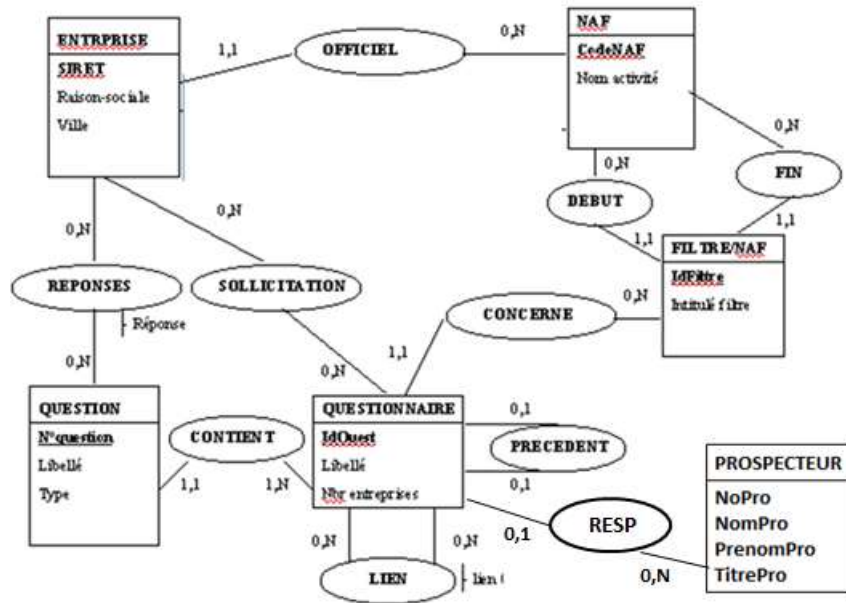 ENTRPRISE
SIRET
Raison-sociale
Ville
1,1
OFFICIEL
0,N
NAF
CodeNAF
Nom activité
0,N
FIN
1,1
0,N
DEBUT
1,1
FILTRE/NAF
IdFiltre
Intitulé filtre
0,N
0,N
REPONSES
Réponse
0,N
SOLLICITATION
0,N
CONCERNE
0,N
1,1
QUESTION
N°question
Libellé
Type
CONTIENT
1,1
1,N
QUESTIONNAIRE
IdQuest
Libellé
Nbr entreprises
0,1
PRECEDENT
0,1
0,N
0,N
LIEN
lien (
0,1
RESP
0,N
PROSPECTEUR
NoPro
NomPro
PrenomPro
TitrePro